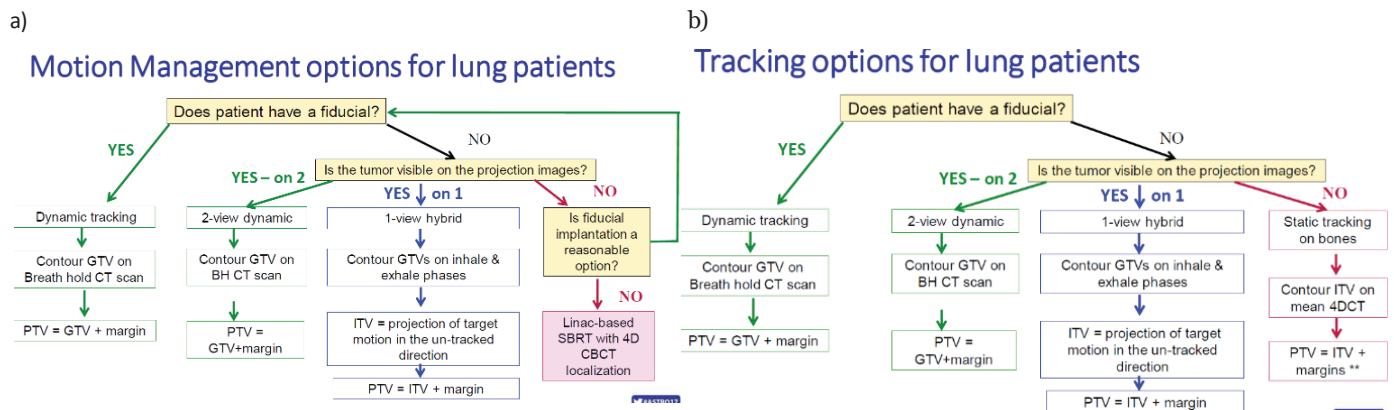 a)
Motion Management options for lung patients
Does patient have a fiducial?
YES
NO
Is the tumor visible on the projection images?
YES – on 2
YES on 1
NO
Dynamic tracking
Contour GTV on
Breath hold CT scan
PTV = GTV + margin
2-view dynamic
Contour GTV on
BH CT scan
PTV =
GTV+margin
1-view hybrid
Contour GTVs on inhale &
exhale phases
ITV = projection of target
motion in the un-tracked
direction
PTV = ITV + margin
Is fiducial
implantation a
reasonable
option?
NO
Linac-based
SBRT with 4D
CBCT
localization
#ASTRO17
b)
Tracking options for lung patients
Does patient have a fiducial?
YES
NO
Is the tumor visible on the projection images?
YES – on 2
YES on 1
NO
Dynamic tracking
Contour GTV on
Breath hold CT scan
PTV = GTV + margin
2-view dynamic
Contour GTV on
BH CT scan
PTV =
GTV+margin
1-view hybrid
Contour GTVs on inhale &
exhale phases
ITV = projection of target
motion in the un-tracked
direction
PTV = ITV + margin
Static tracking
on bones
Contour ITV on
mean 4DCT
PTV = ITV +
margins **